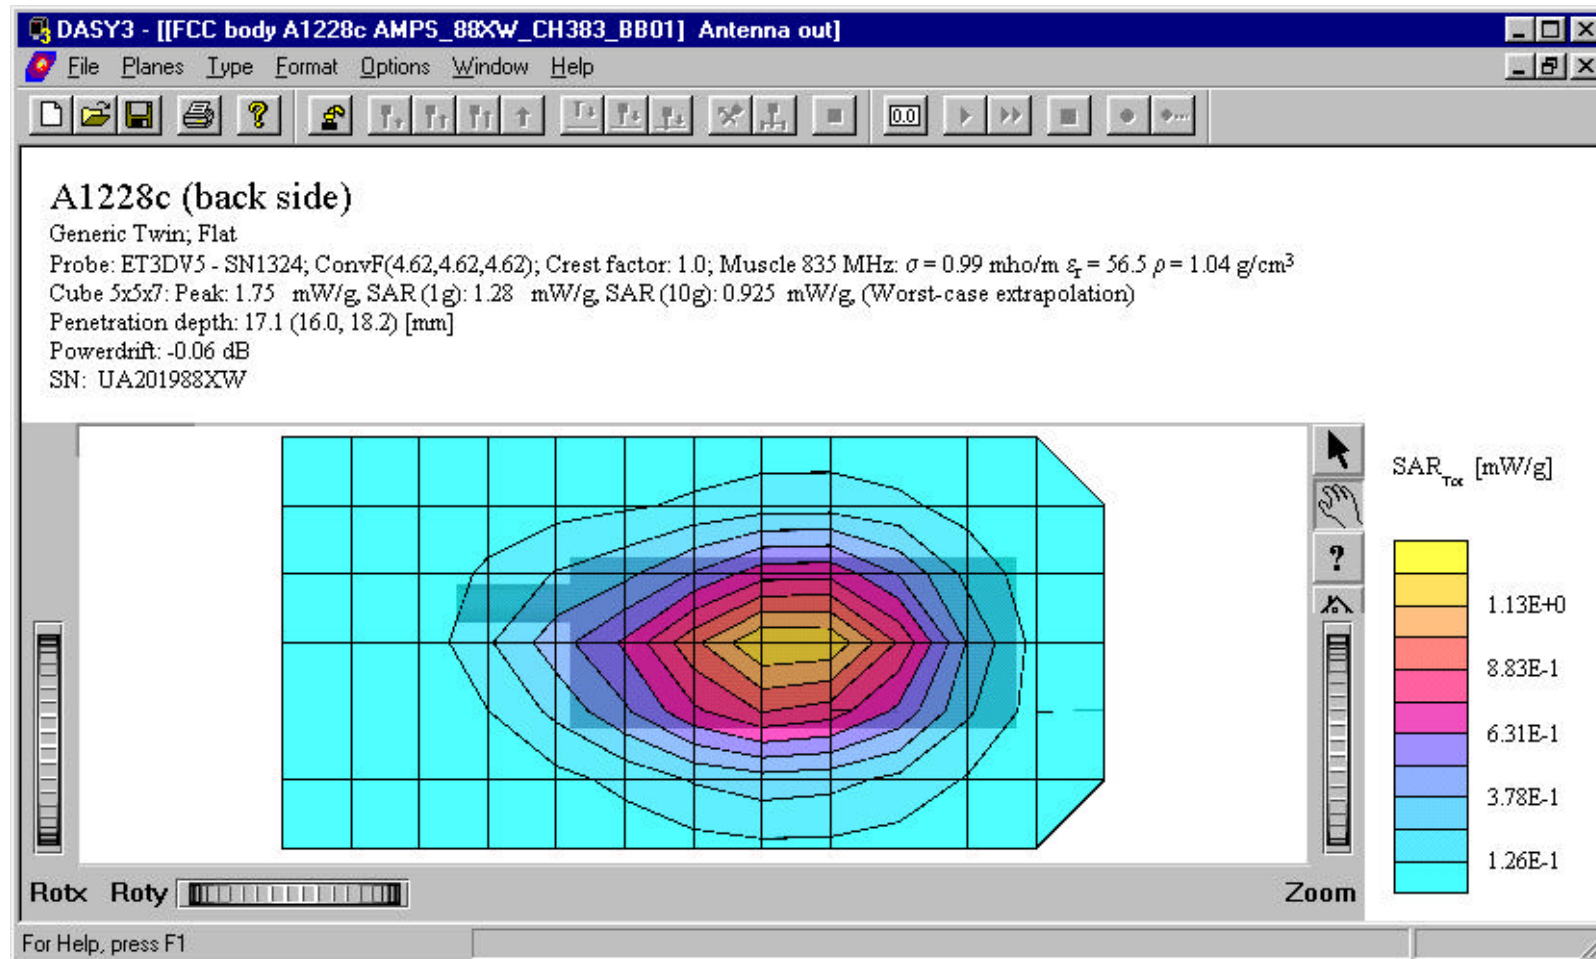 DASY3 - [[FCC body A1228c AMPS_88XW_CH383_BB01] Antenna out]
File Planes Type Format Options Window Help
0.0
A1228c (back side)
Generic Twin; Flat
Probe: ET3DV5 - SN1324; ConvF(4.62,4.62,4.62); Crest factor: 1.0; Muscle 835 MHz: σ = 0.99 mho/m εr = 56.5 ρ = 1.04 g/cm³
Cube 5x5x7: Peak: 1.75 mW/g, SAR (1g): 1.28 mW/g, SAR (10g): 0.925 mW/g, (Worst-case extrapolation)
Penetration depth: 17.1 (16.0, 18.2) [mm]
Powerdrift: -0.06 dB
SN: UA201988XW
SAR Tot [mW/g]
1.13E+0
8.83E-1
6.31E-1
3.78E-1
1.26E-1
Rotx Roty
Zoom
For Help, press F1